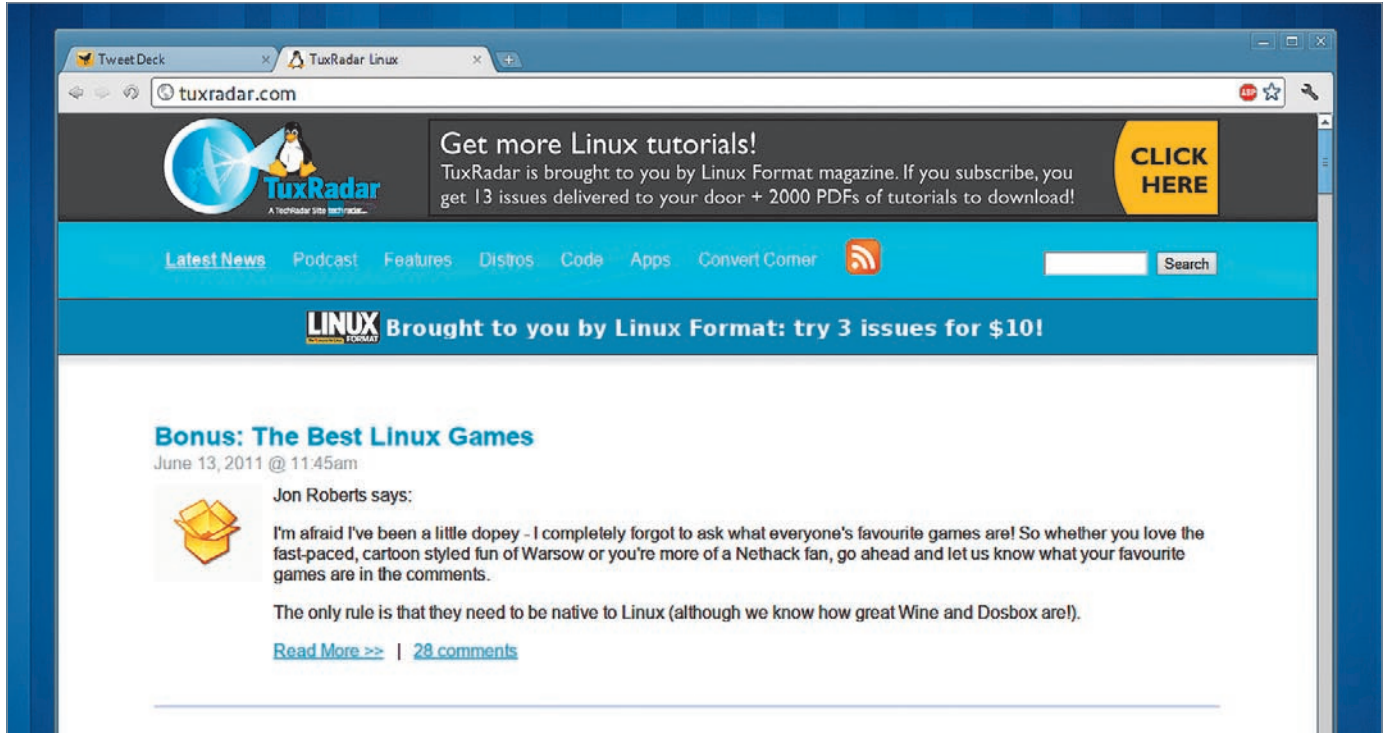 TweetDeck
TuxRadar Linux
tuxradar.com
ABP
TuxRadar
A TechRadar Site techradar.
Get more Linux tutorials!
TuxRadar is brought to you by Linux Format magazine. If you subscribe, you
get 13 issues delivered to your door + 2000 PDFs of tutorials to download!
CLICK
HERE
Latest News Podcast Features Distros Code Apps Convert Corner
Search
LINUX
FORMAT
Brought to you by Linux Format: try 3 issues for $10!
Bonus: The Best Linux Games
June 13, 2011 @ 11:45am
Jon Roberts says:
I'm afraid I've been a little dopey - I completely forgot to ask what everyone's favourite games are! So whether you love the
fast-paced, cartoon styled fun of Warsow or you're more of a Nethack fan, go ahead and let us know what your favourite
games are in the comments.
The only rule is that they need to be native to Linux (although we know how great Wine and Dosbox are!).
Read More >> | 28 comments